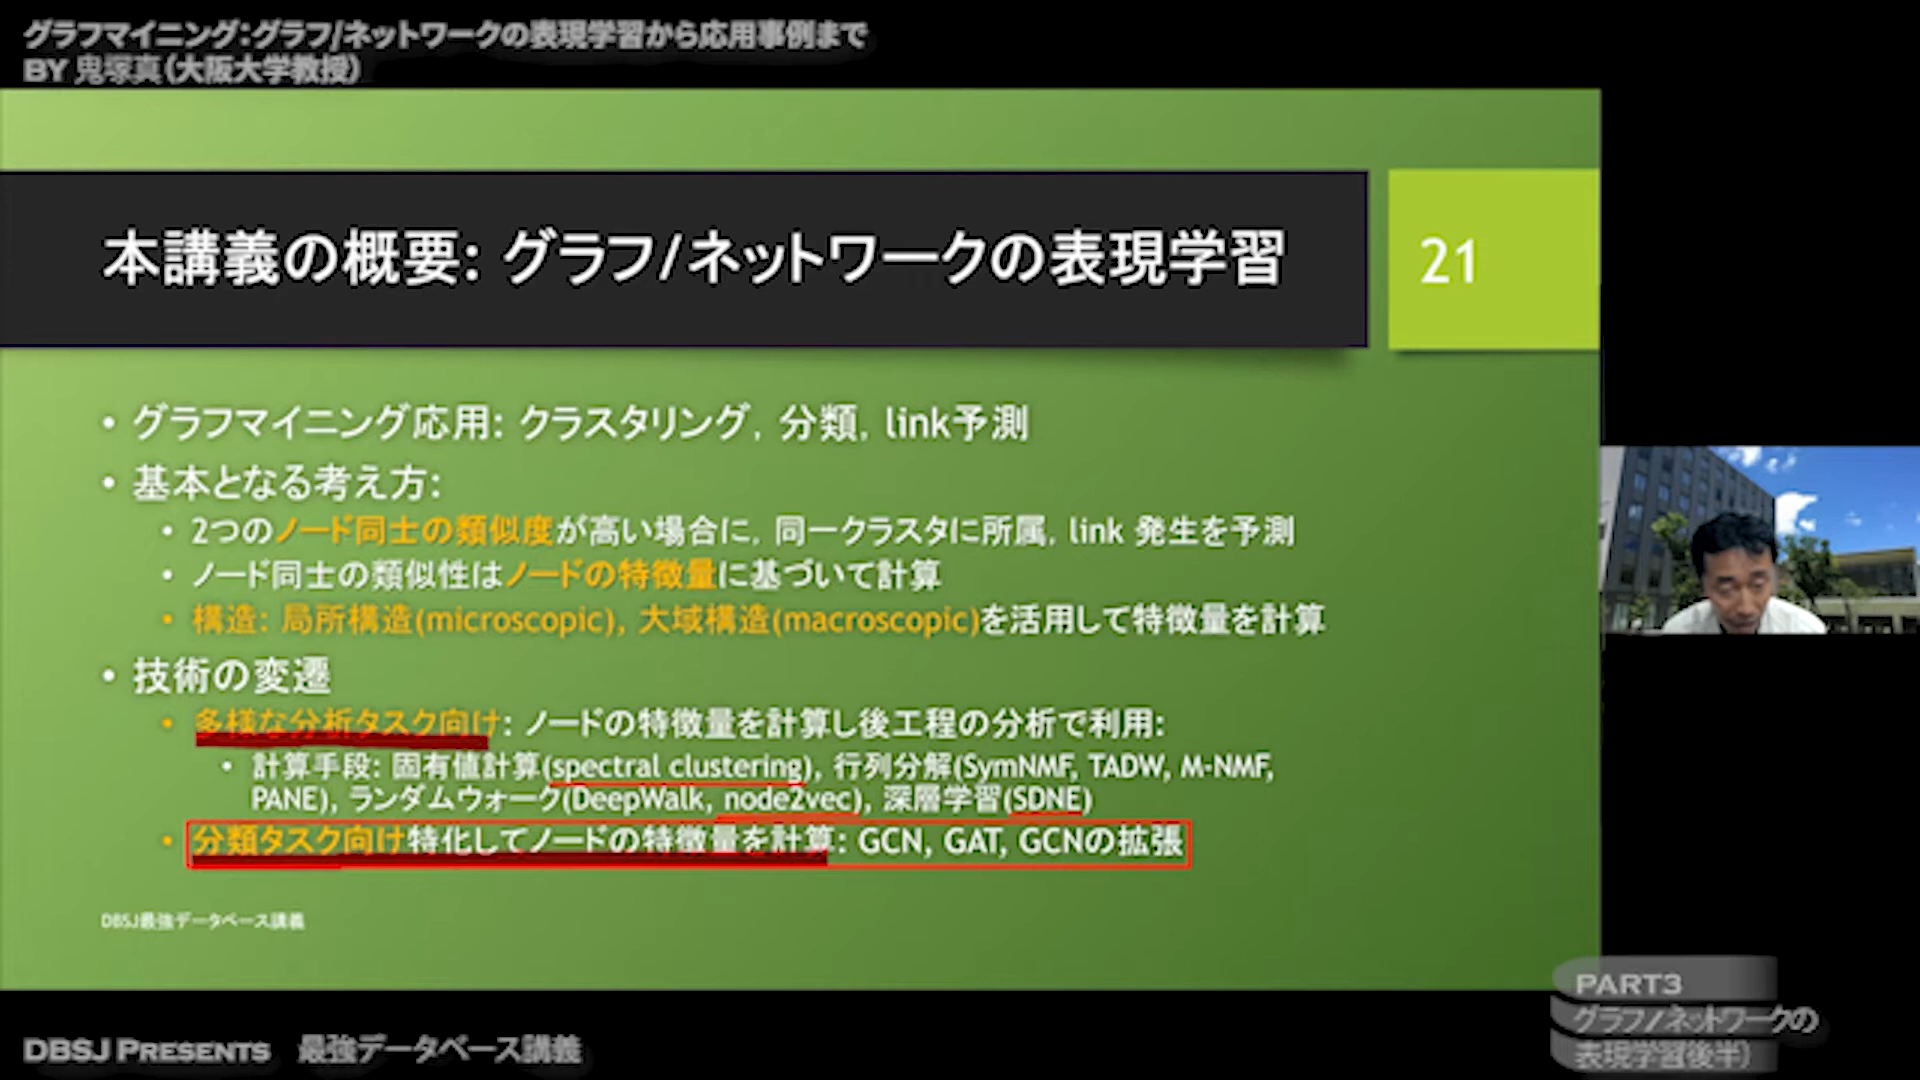 グラフマイニング:グラフ/ネットワークの表現学習から応用事例まで
BY 鬼塚真(大阪大学教授)
本講義の概要: グラフ/ネットワークの表現学習
21
• グラフマイニング応用: クラスタリング, 分類, link予測
• 基本となる考え方:
• 2つのノード同士の類似度が高い場合に, 同一クラスタに所属, link 発生を予測
• ノード同士の類似性はノードの特徴量に基づいて計算
• 構造: 局所構造(microscopic), 大域構造(macroscopic)を活用して特徴量を計算
• 技術の変遷
• 多様な分析タスク向け: ノードの特徴量を計算し後工程の分析で利用:
• 計算手段: 固有値計算(spectral clustering), 行列分解(SymNMF, TADW, M-NMF,
PANE), ランダムウォーク(DeepWalk, node2vec), 深層学習(SDNE)
• 分類タスク向け特化してノードの特徴量を計算: GCN, GAT, GCNの拡張
DBSJ最強データベース講義
PART3
グラフ/ネットワークの
表現学習(後半)
DBSJ PRESENTS 最強データベース講義